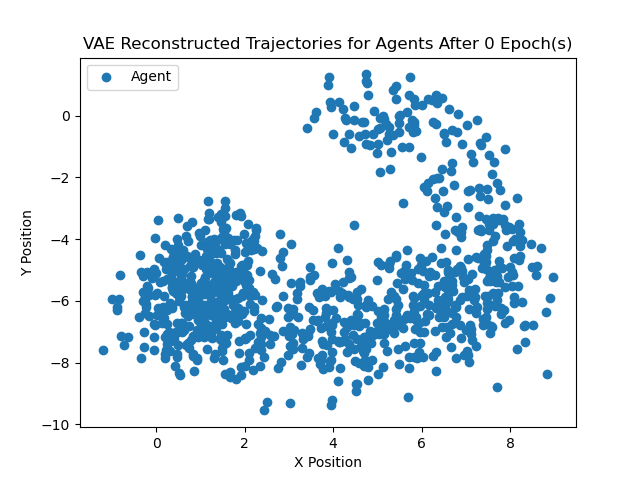 VAE Reconstructed Trajectories for Agents After 0 Epoch(s)
Agent
0
−2
−4
−6
−8
−10
Y Position
0 2 4 6 8
X Position